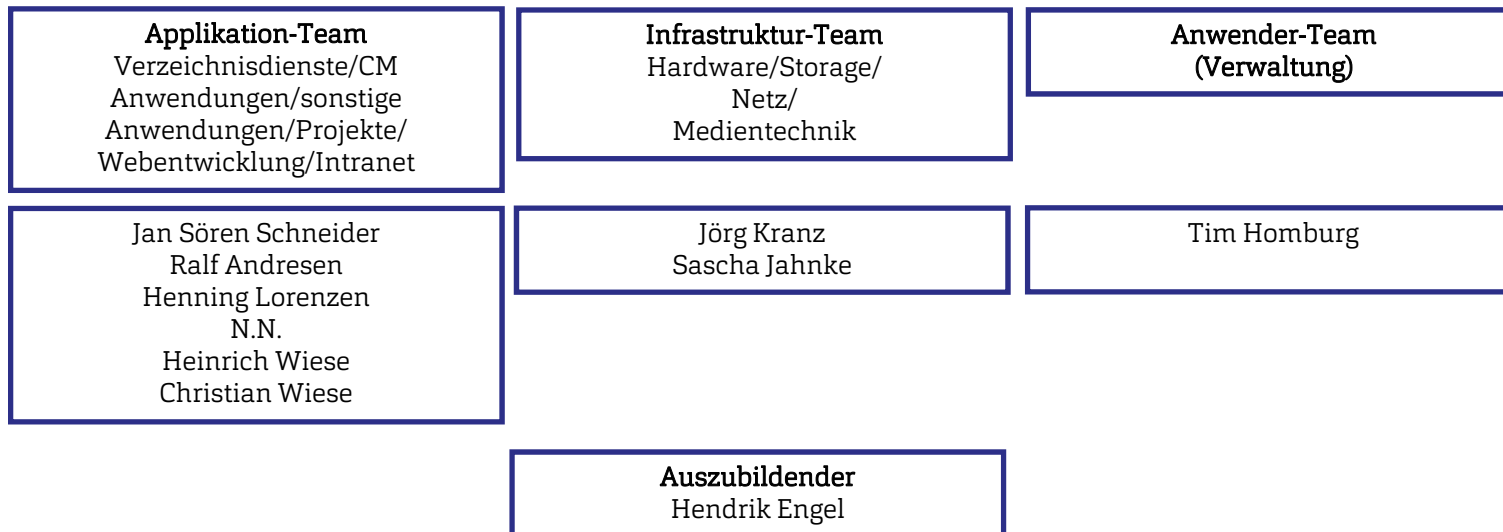 Applikation-Team
Verzeichnisdienste/CM
Anwendungen/sonstige
Anwendungen/Projekte/
Webentwicklung/Intranet
Infrastruktur-Team
Hardware/Storage/
Netz/
Medientechnik
Anwender-Team
(Verwaltung)
Jan Sören Schneider
Ralf Andresen
Henning Lorenzen
N.N.
Heinrich Wiese
Christian Wiese
Jörg Kranz
Sascha Jahnke
Tim Homburg
Auszubildender
Hendrik Engel